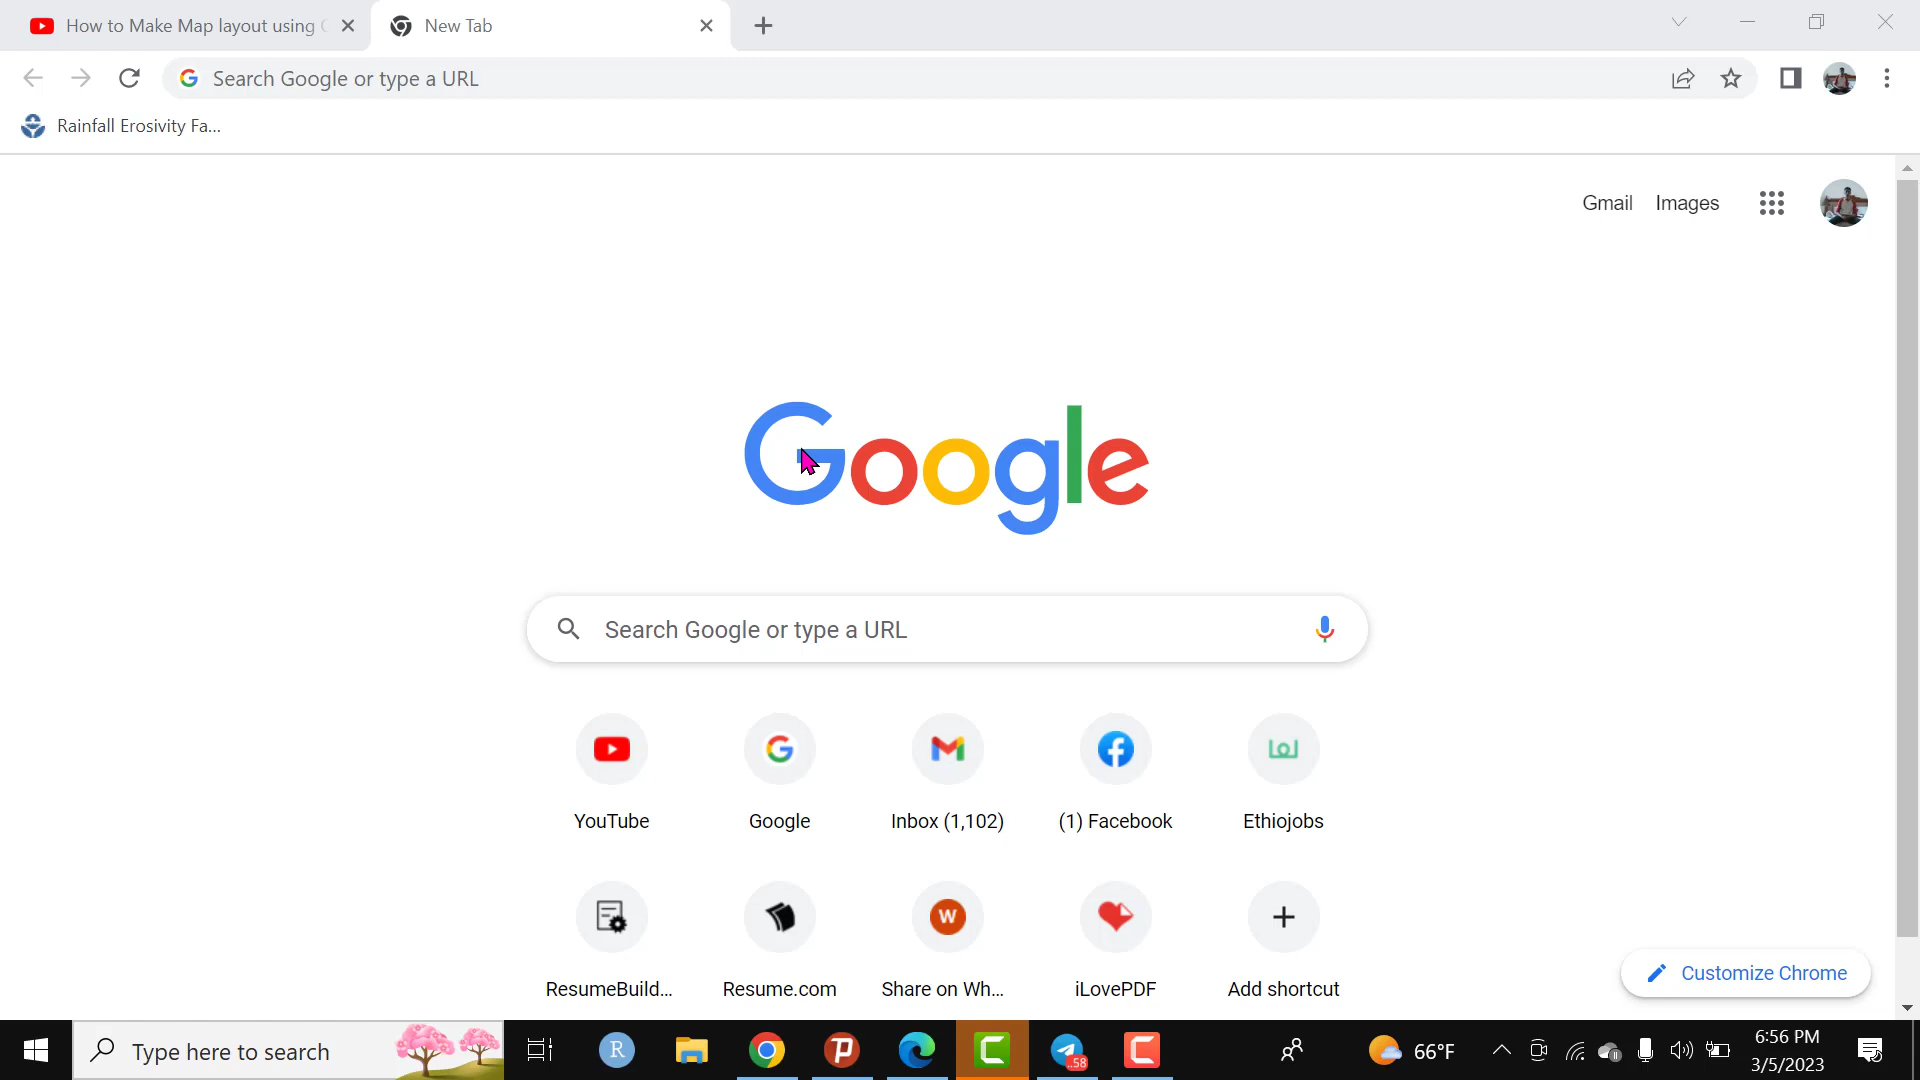 How to Make Map layout using
New Tab
Search Google or type a URL
Rainfall Erosivity Fa...
Gmail Images
Google
Search Google or type a URL
YouTube
Google
Inbox (1,102)
(1) Facebook
Ethiojobs
W
ResumeBuild...
Resume.com
Share on Wh...
iLovePDF
Add shortcut
Customize Chrome
Type here to search
R
58
66°F
6:56 PM
3/5/2023